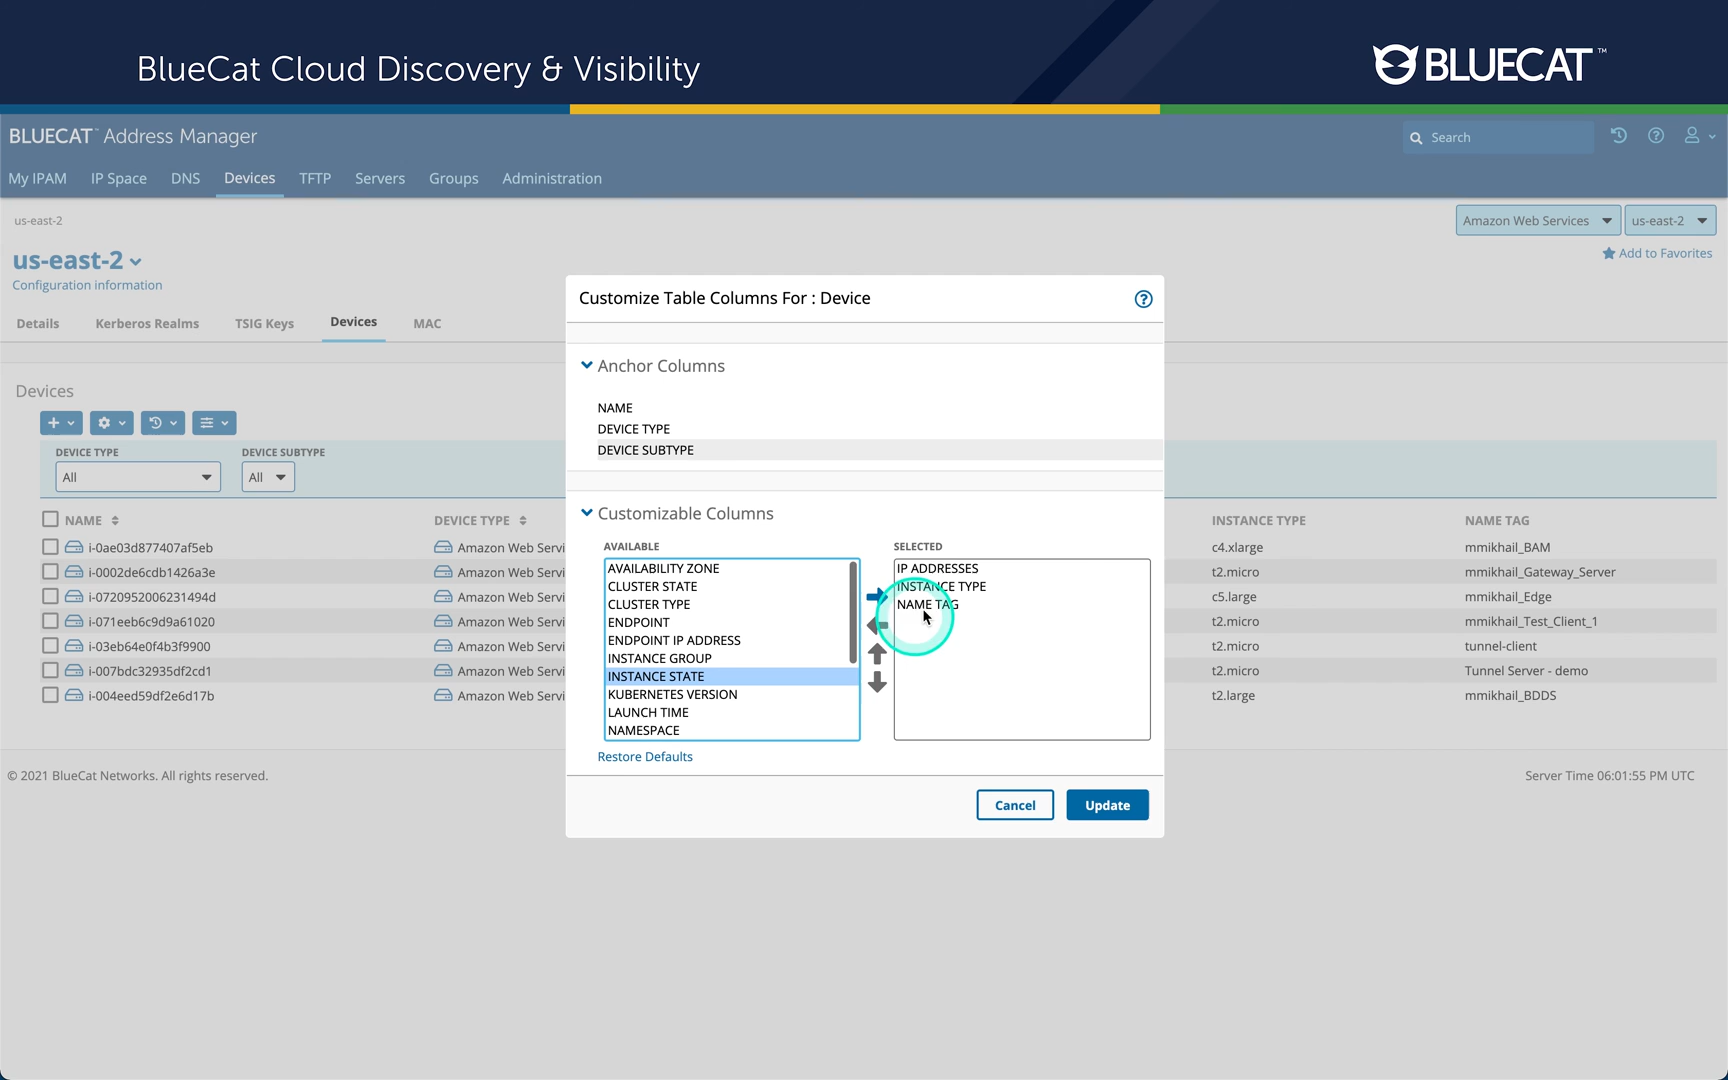 BlueCat Cloud Discovery & Visibility
BLUECAT™
BLUECAT™ Address Manager
Search
My IPAM IP Space DNS Devices TFTP Servers Groups Administration
us-east-2
Amazon Web Services us-east-2
us-east-2
Add to Favorites
Configuration information
Details Kerberos Realms TSIG Keys Devices MAC
Devices
DEVICE TYPE DEVICE SUBTYPE
All All
NAME DEVICE TYPE INSTANCE TYPE NAME TAG
i-0ae03d877407af5eb Amazon Web Servi c4.xlarge mmikhail_BAM
i-0002de6cdb1426a3e Amazon Web Servi t2.micro mmikhail_Gateway_Server
i-0720952006231494d Amazon Web Servi c5.large mmikhail_Edge
i-071eeb6c9d9a61020 Amazon Web Servi t2.micro mmikhail_Test_Client_1
i-03eb64e0f4b3f9900 Amazon Web Servi t2.micro tunnel-client
i-007bdc32935df2cd1 Amazon Web Servi t2.micro Tunnel Server - demo
i-004eed59df2e6d17b Amazon Web Servi t2.large mmikhail_BDDS
Customize Table Columns For : Device
Anchor Columns
NAME
DEVICE TYPE
DEVICE SUBTYPE
Customizable Columns
AVAILABLE
AVAILABILITY ZONE
CLUSTER STATE
CLUSTER TYPE
ENDPOINT
ENDPOINT IP ADDRESS
INSTANCE GROUP
INSTANCE STATE
KUBERNETES VERSION
LAUNCH TIME
NAMESPACE
SELECTED
IP ADDRESSES
INSTANCE TYPE
NAME TAG
Restore Defaults
Cancel Update
© 2021 BlueCat Networks. All rights reserved.
Server Time 06:01:55 PM UTC